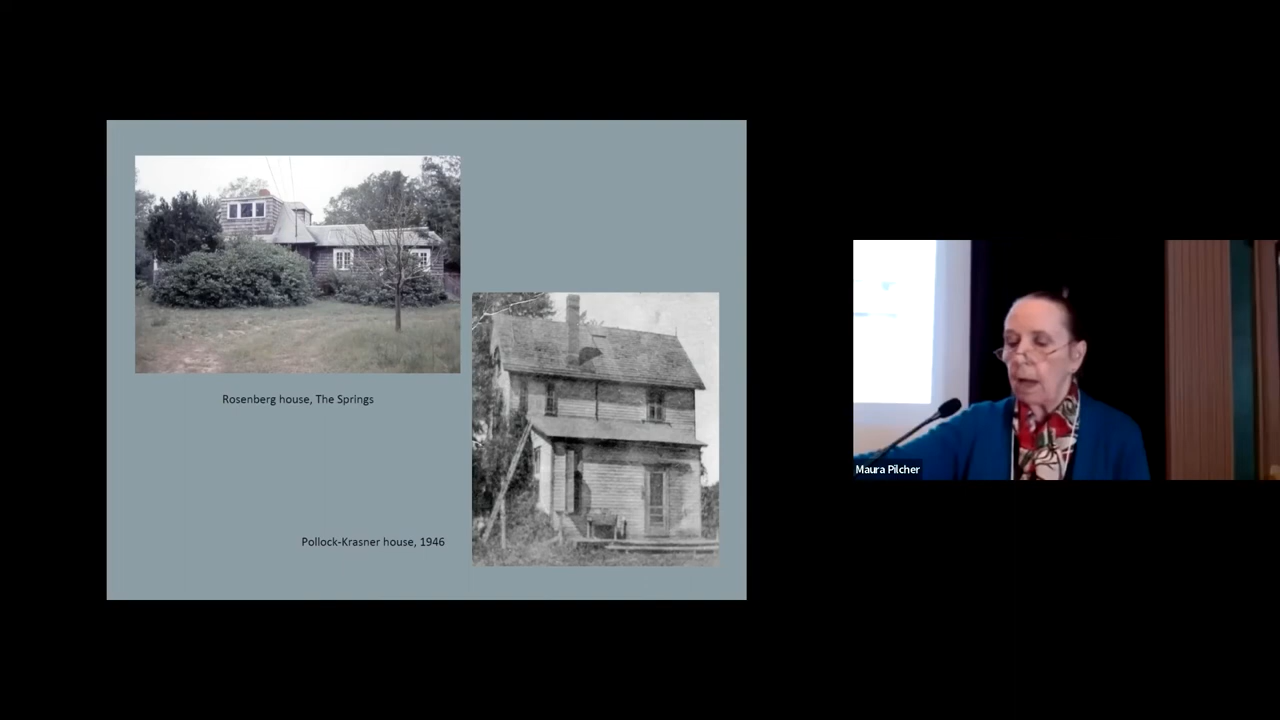 Rosenberg house, The Springs
Pollock-Krasner house, 1946
Maura Pilcher